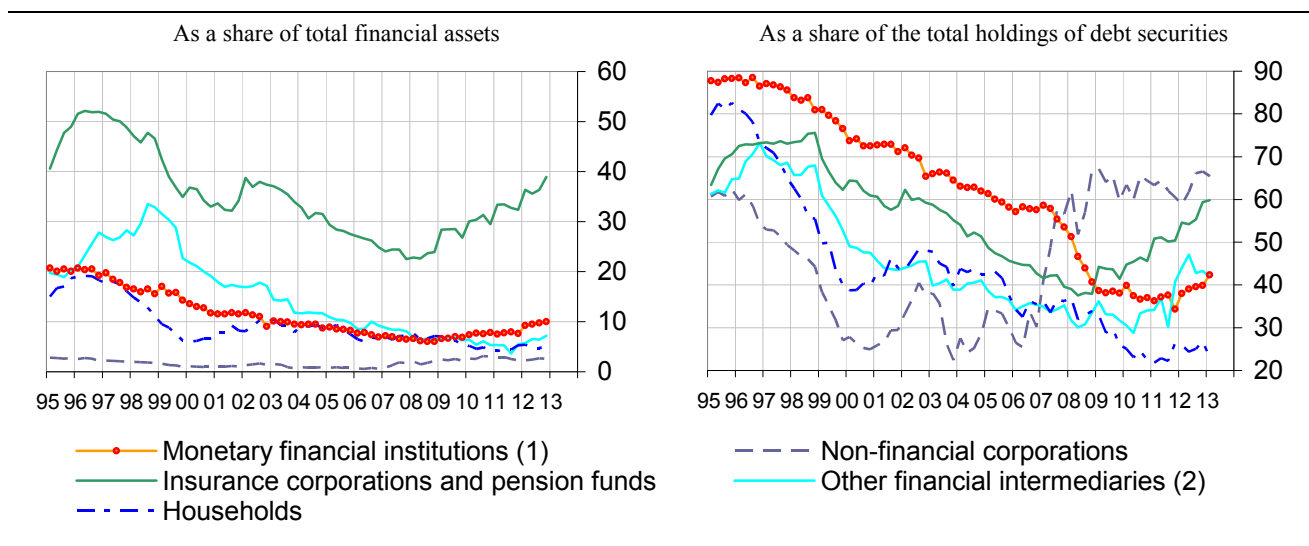 As a share of total financial assets
60
50
40
30
20
10
0
95 96 97 98 99 00 01 02 03 04 05 06 07 08 09 10 11 12 13
As a share of the total holdings of debt securities
90
80
70
60
50
40
30
20
95 96 97 98 99 00 01 02 03 04 05 06 07 08 09 10 11 12 13
Monetary financial institutions (1)
Insurance corporations and pension funds
Households
Non-financial corporations
Other financial intermediaries (2)